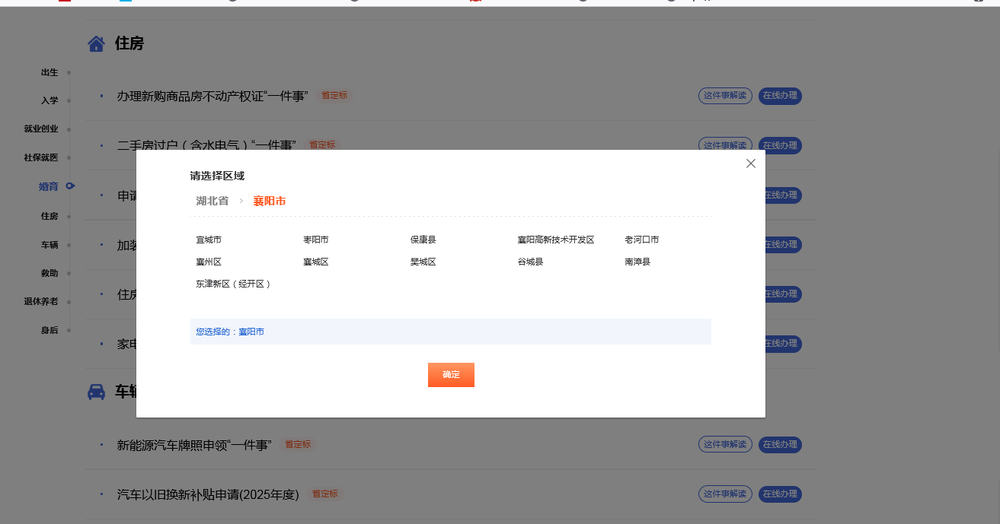 住房
出生
入学
就业创业
社保就医
婚育
住房
车辆
救助
退休养老
身后
办理新购商品房不动产权证“一件事” 省定标 这件事解读 在线办理
二手房过户（含水电气）“一件事” 省定标 这件事解读 在线办理
申请 在线办理
加装 在线办理
住房 在线办理
家电 在线办理
请选择区域
湖北省 > 襄阳市
宜城市 枣阳市 保康县 襄阳高新技术开发区 老河口市
襄州区 襄城区 樊城区 谷城县 南漳县
东津新区（经开区）
您选择的：襄阳市
确定
车辆
新能源汽车牌照申领“一件事” 省定标 这件事解读 在线办理
汽车以旧换新补贴申请(2025年度) 省定标 这件事解读 在线办理